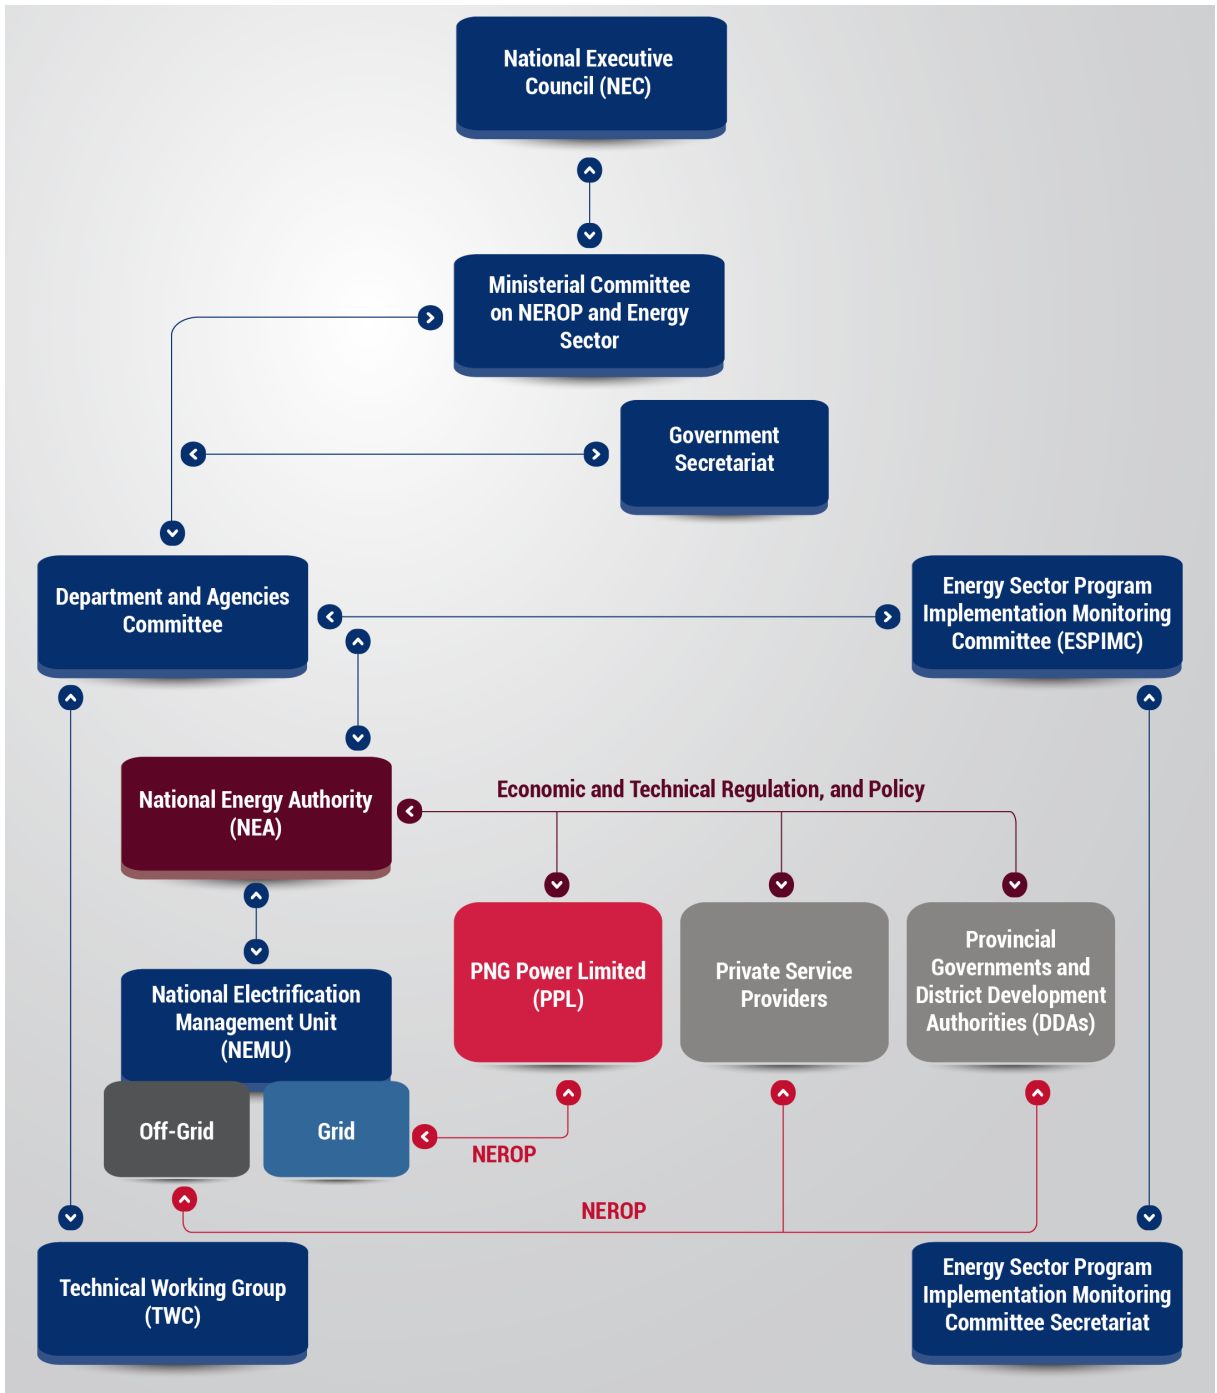 National Executive
Council (NEC)
Ministerial Committee
on NEROP and Energy
Sector
Government
Secretariat
Department and Agencies
Committee
Energy Sector Program
Implementation Monitoring
Committee (ESPIMC)
National Energy Authority
(NEA)
Economic and Technical Regulation, and Policy
PNG Power Limited
(PPL)
Private Service
Providers
Provincial
Governments and
District Development
Authorities (DDAs)
National Electrification
Management Unit
(NEMU)
Off-Grid
Grid
NEROP
NEROP
Technical Working Group
(TWC)
Energy Sector Program
Implementation Monitoring
Committee Secretariat